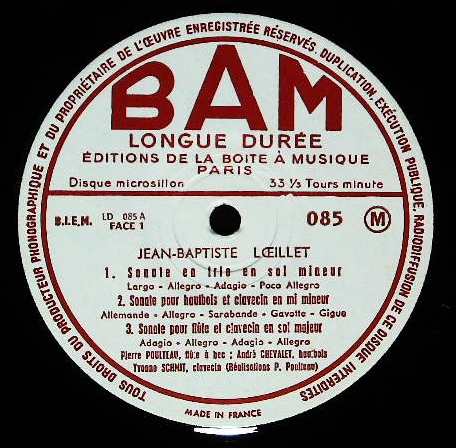 TOUS DROITS DU PRODUCTEUR PHONOGRAPHIQUE ET DU PROPRIÉTAIRE DE L'ŒUVRE ENREGISTRÉE RÉSERVÉS. DUPLICATION, EXÉCUTION PUBLIQUE, RADIODIFFUSION DE CE DISQUE INTERDITES
BAM
LONGUE DURÉE
ÉDITIONS DE LA BOITE À MUSIQUE
PARIS
Disque microsillon 33 ⅓ Tours minute
B.I.E.M. LD 085 A
FACE 1
085 M
JEAN-BAPTISTE LŒILLET
1. Sonate en trio en sol mineur
Largo - Allegro - Adagio - Poco Allegro
2. Sonate pour hautbois et clavecin en mi mineur
Allemande - Allegro - Sarabande - Gavotte - Gigue
3. Sonate pour flûte et clavecin en sol majeur
Adagio - Allegro - Adagio - Allegro
Pierre POULTEAU, flûte à bec ; André CHEVALET, hautbois
Yvonne SCHMIT, clavecin (Réalisations P. Poulteau)
MADE IN FRANCE